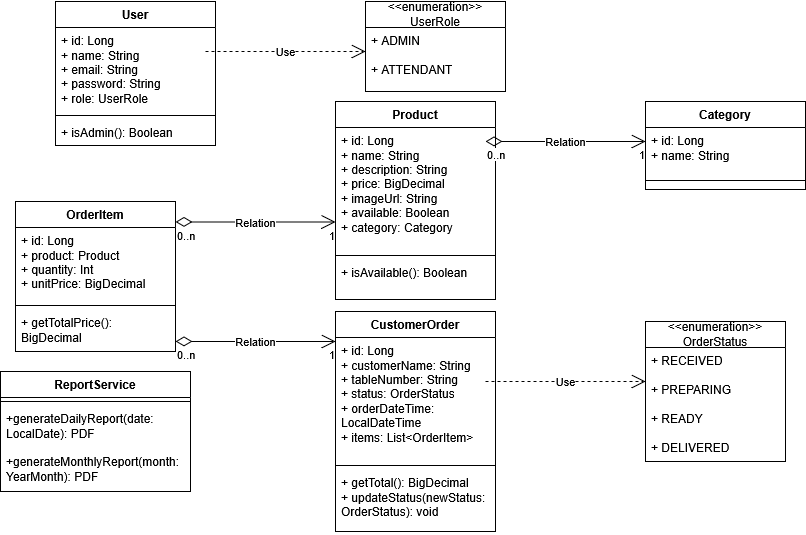 User
+ id: Long
+ name: String
+ email: String
+ password: String
+ role: UserRole
+ isAdmin(): Boolean
Use
<<enumeration>>
UserRole
+ ADMIN
+ ATTENDANT
Product
+ id: Long
+ name: String
+ description: String
+ price: BigDecimal
+ imageUrl: String
+ available: Boolean
+ category: Category
+ isAvailable(): Boolean
0..n
Relation
1
Category
+ id: Long
+ name: String
OrderItem
+ id: Long
+ product: Product
+ quantity: Int
+ unitPrice: BigDecimal
+ getTotalPrice():
BigDecimal
0..n
Relation
1
0..n
Relation
1
CustomerOrder
+ id: Long
+ customerName: String
+ tableNumber: String
+ status: OrderStatus
+ orderDateTime:
LocalDateTime
+ items: List<OrderItem>
+ getTotal(): BigDecimal
+ updateStatus(newStatus:
OrderStatus): void
Use
<<enumeration>>
OrderStatus
+ RECEIVED
+ PREPARING
+ READY
+ DELIVERED
ReportService
+generateDailyReport(date:
LocalDate): PDF
+generateMonthlyReport(month:
YearMonth): PDF